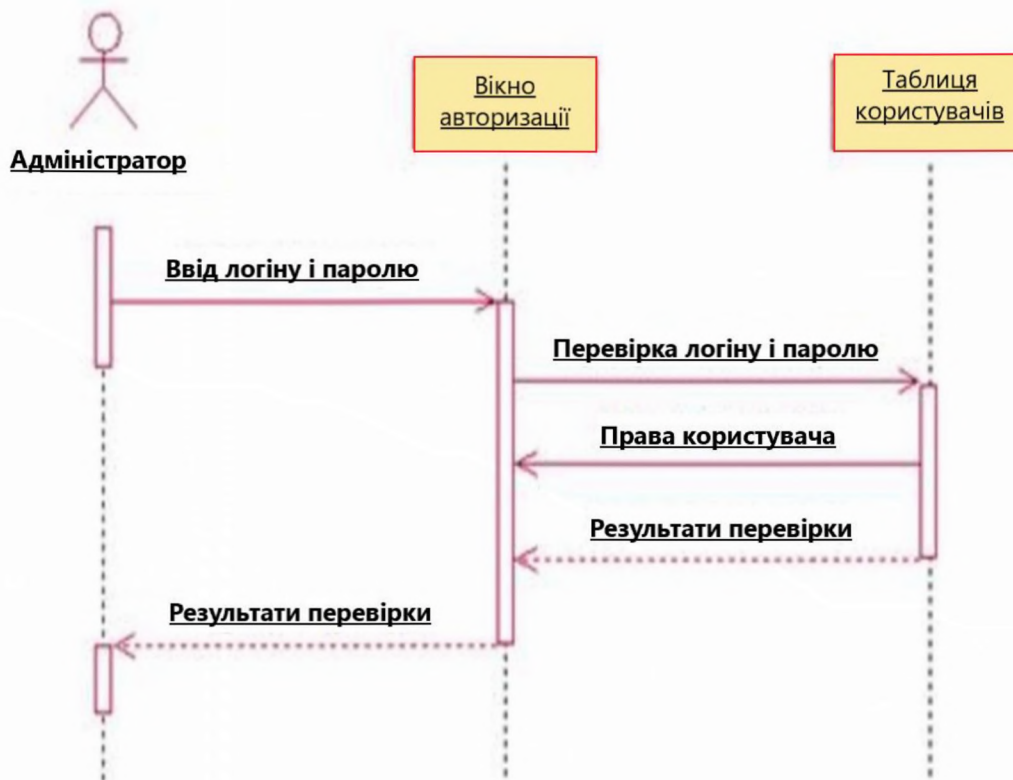 Вікно
авторизації
Таблиця
користувачів
Адміністратор
Ввід логіну і паролю
Перевірка логіну і паролю
Права користувача
Результати перевірки
Результати перевірки